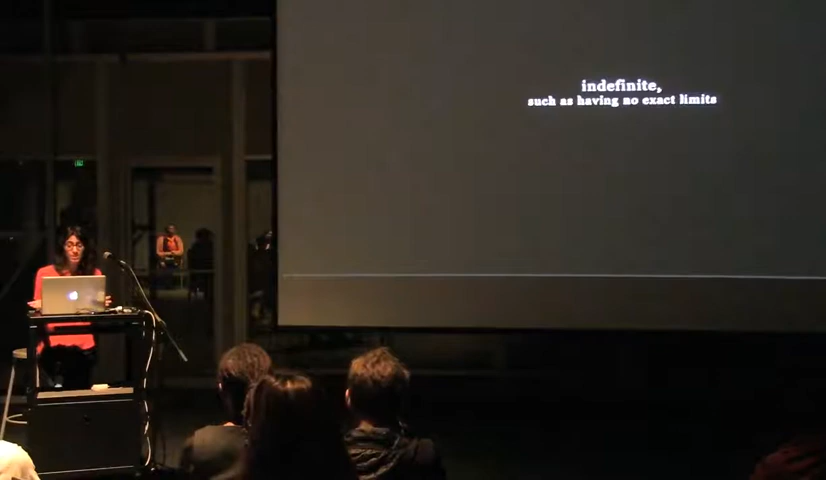 indefinite,
such as having no exact limits